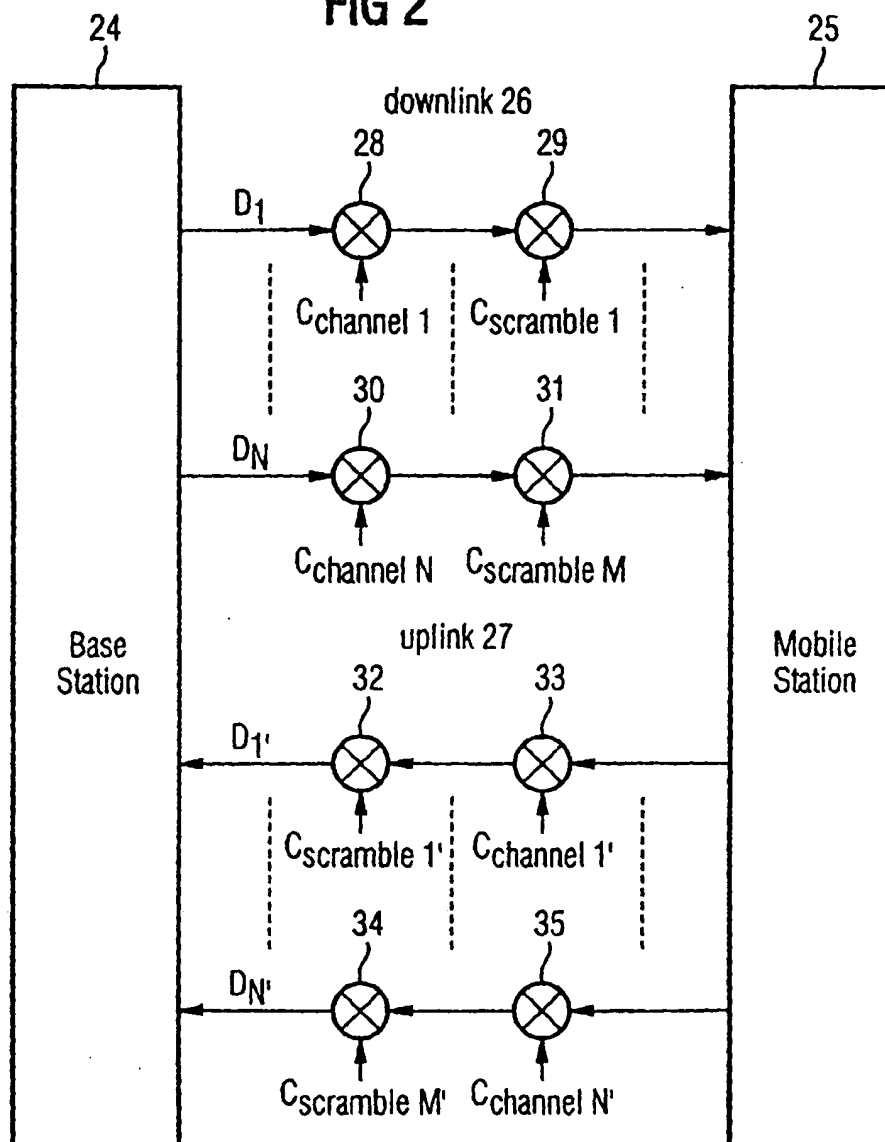 FIG 2
24
25
downlink 26
28
29
D1
Cchannel 1
Cscramble 1
30
31
DN
Cchannel N
Cscramble M
Base
Station
uplink 27
Mobile
Station
32
33
D1'
Cscramble 1'
Cchannel 1'
34
35
DN'
Cscramble M'
Cchannel N'